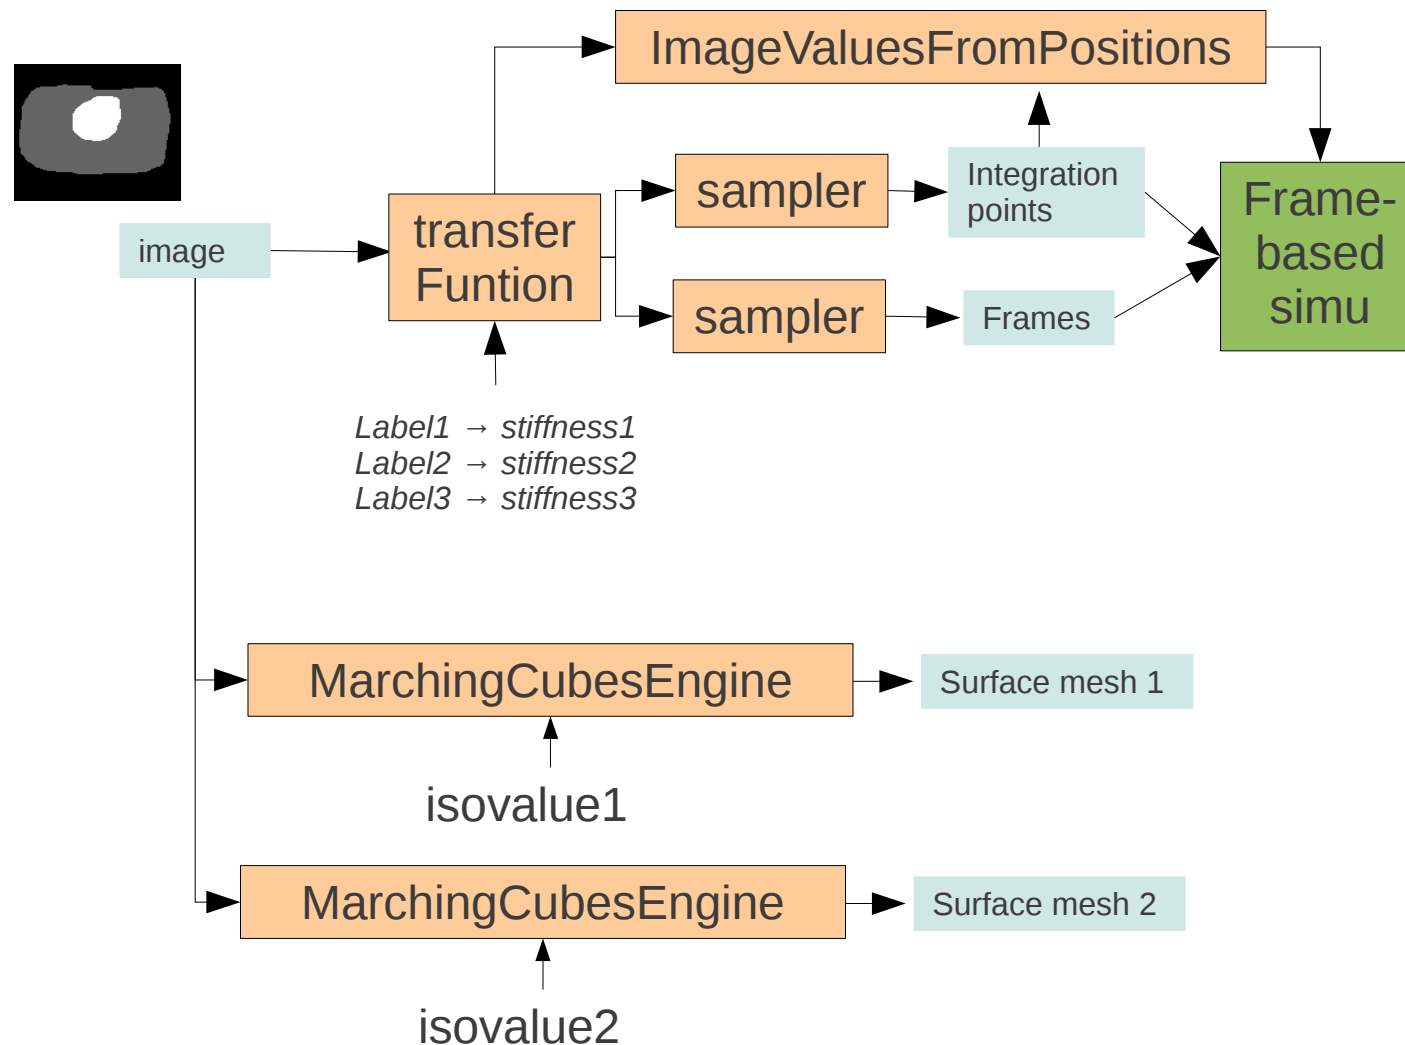 ImageValuesFromPositions
image
transfer
Funtion
sampler
Integration
points
sampler
Frames
Frame-
based
simu
Label1 → stiffness1
Label2 → stiffness2
Label3 → stiffness3
MarchingCubesEngine
Surface mesh 1
isovalue1
MarchingCubesEngine
Surface mesh 2
isovalue2